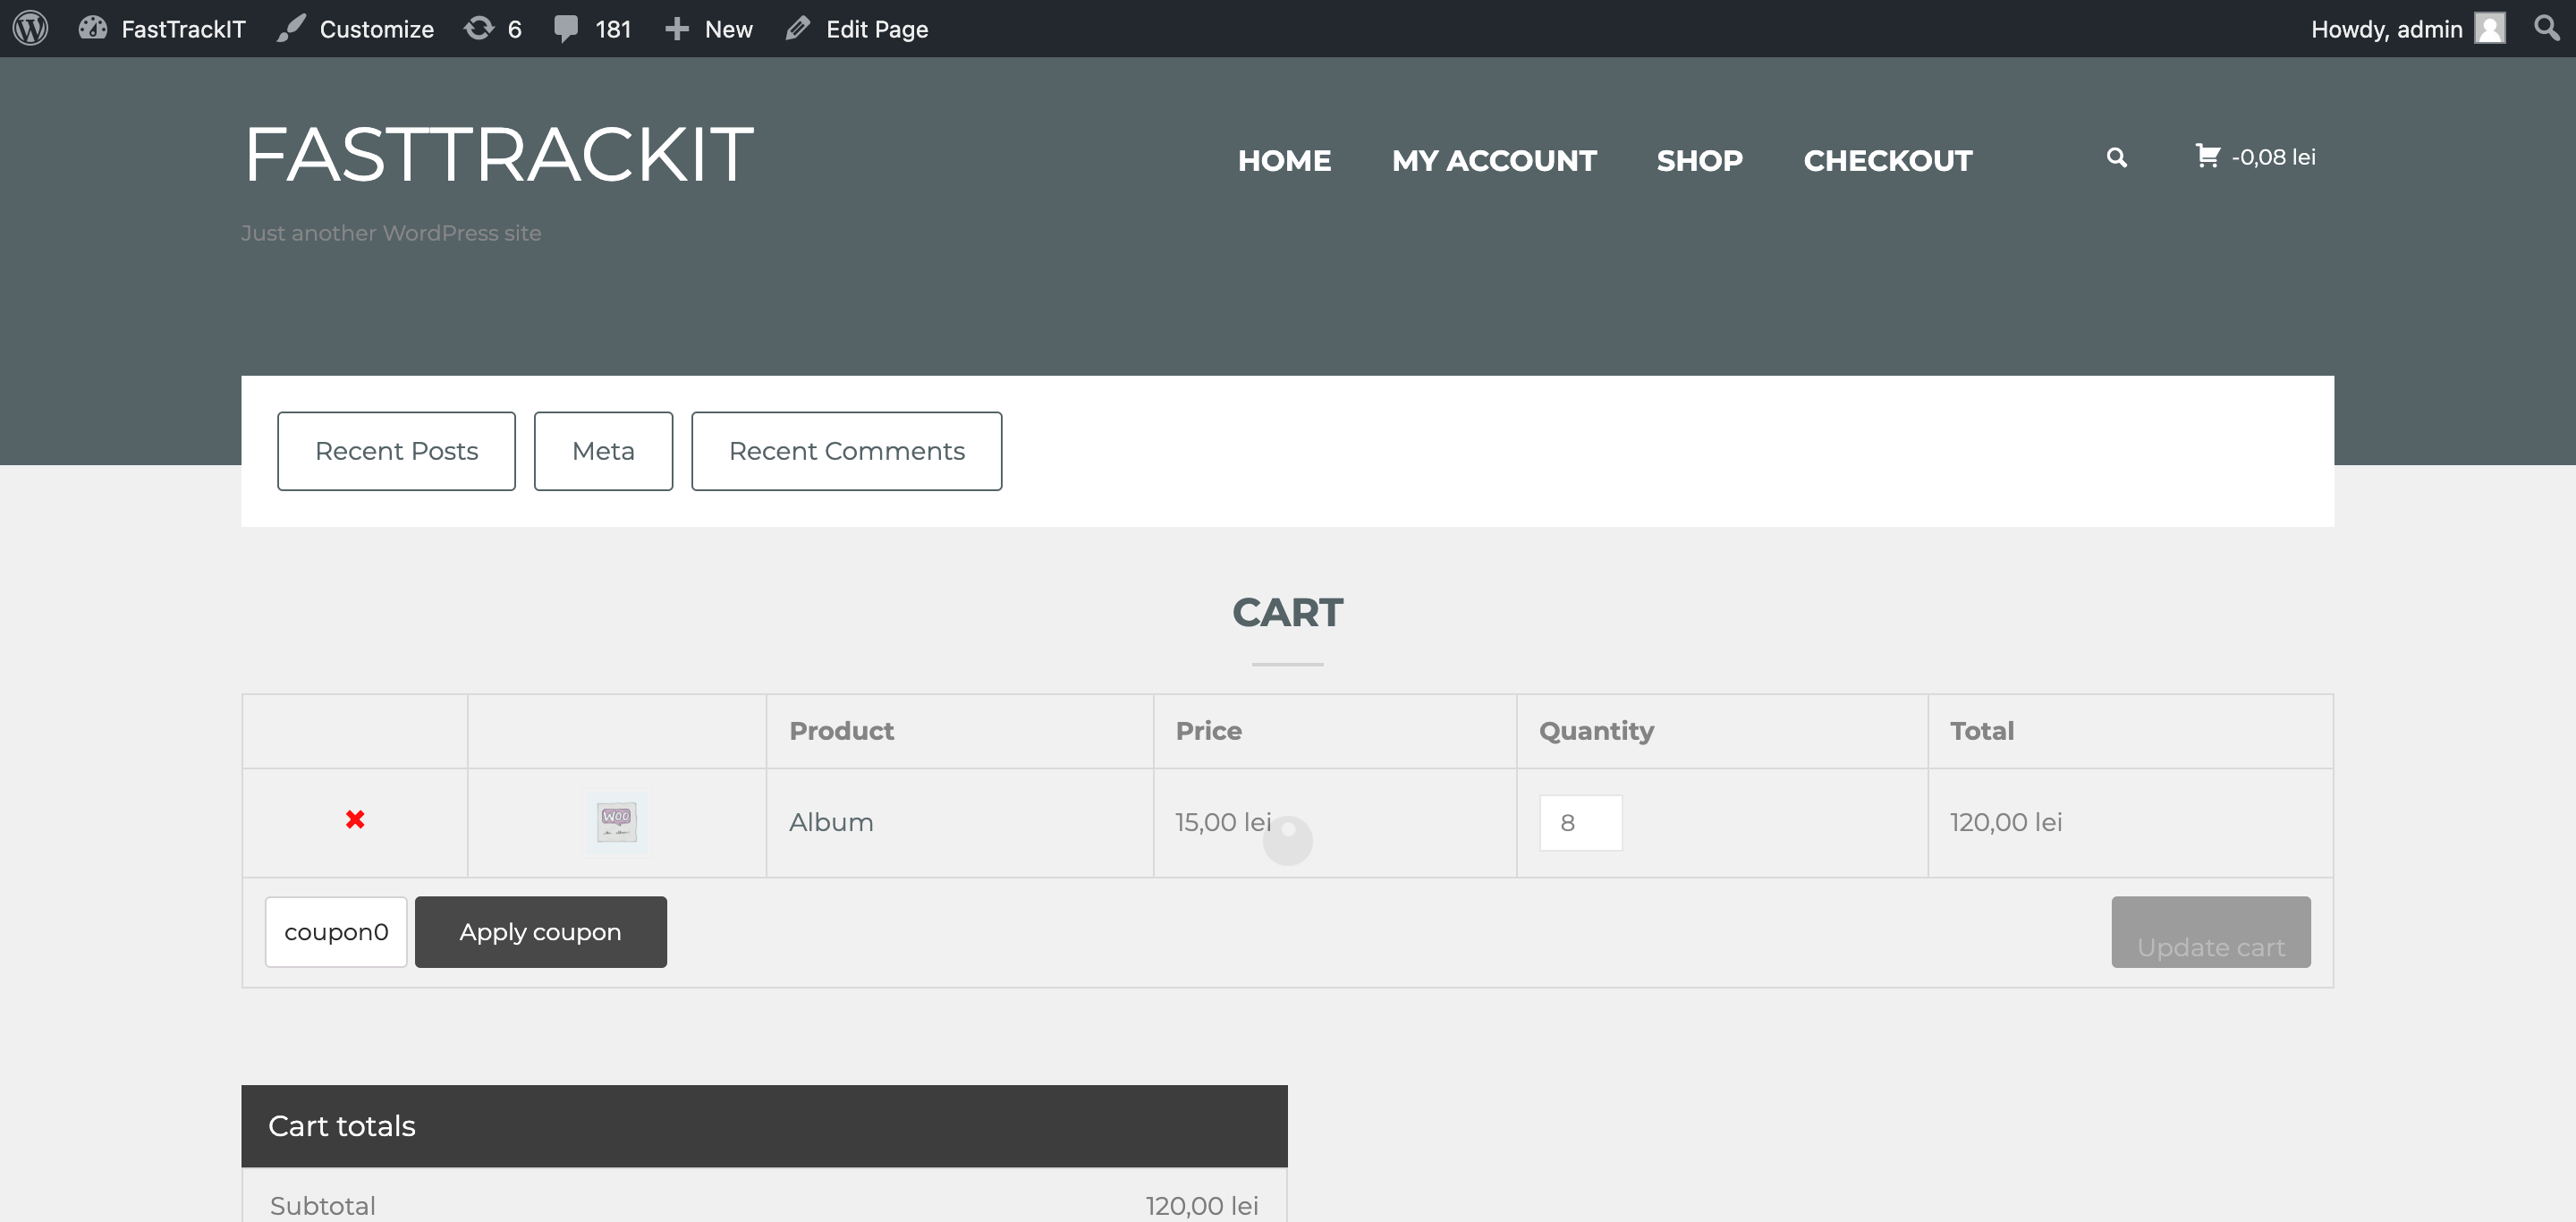 FastTrackIT Customize 6 181 New Edit Page Howdy, admin
FASTTRACKIT
HOME MY ACCOUNT SHOP CHECKOUT -0,08 lei
Just another WordPress site
Recent Posts Meta Recent Comments
CART
Product Price Quantity Total
WOO
Album 15,00 lei 8 120,00 lei
coupon0 Apply coupon Update cart
Cart totals
Subtotal 120,00 lei